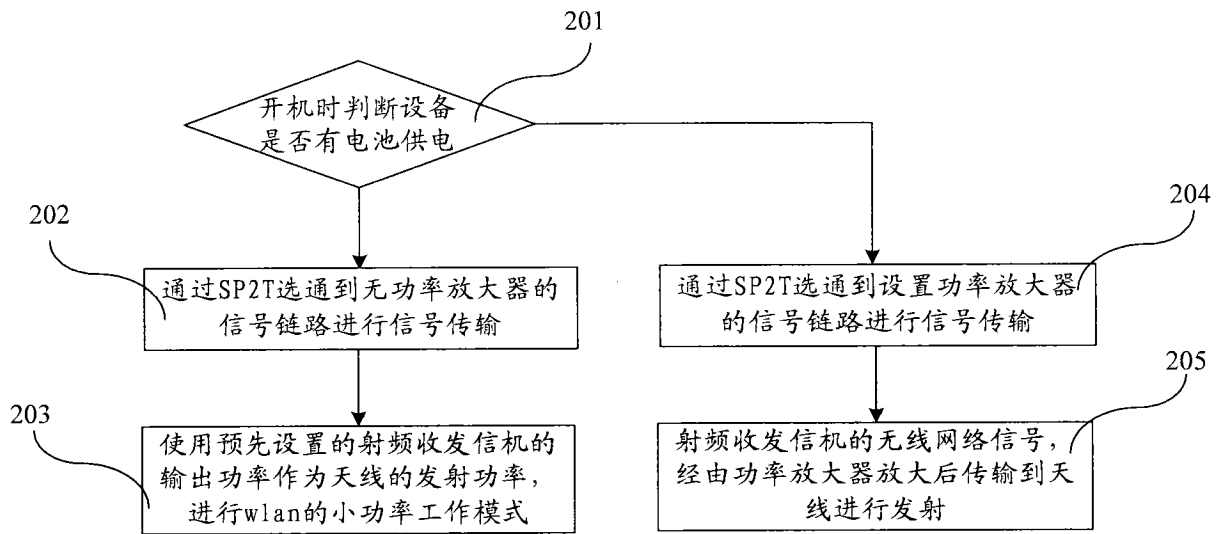 201
开机时判断设备
是否有电池供电
202
204
通过SP2T选通到无功率放大器的
信号链路进行信号传输
通过SP2T选通到设置功率放大器
的信号链路进行信号传输
203
205
使用预先设置的射频收发信机的
输出功率作为天线的发射功率，
进行wlan的小功率工作模式
射频收发信机的无线网络信号，
经由功率放大器放大后传输到天
线进行发射